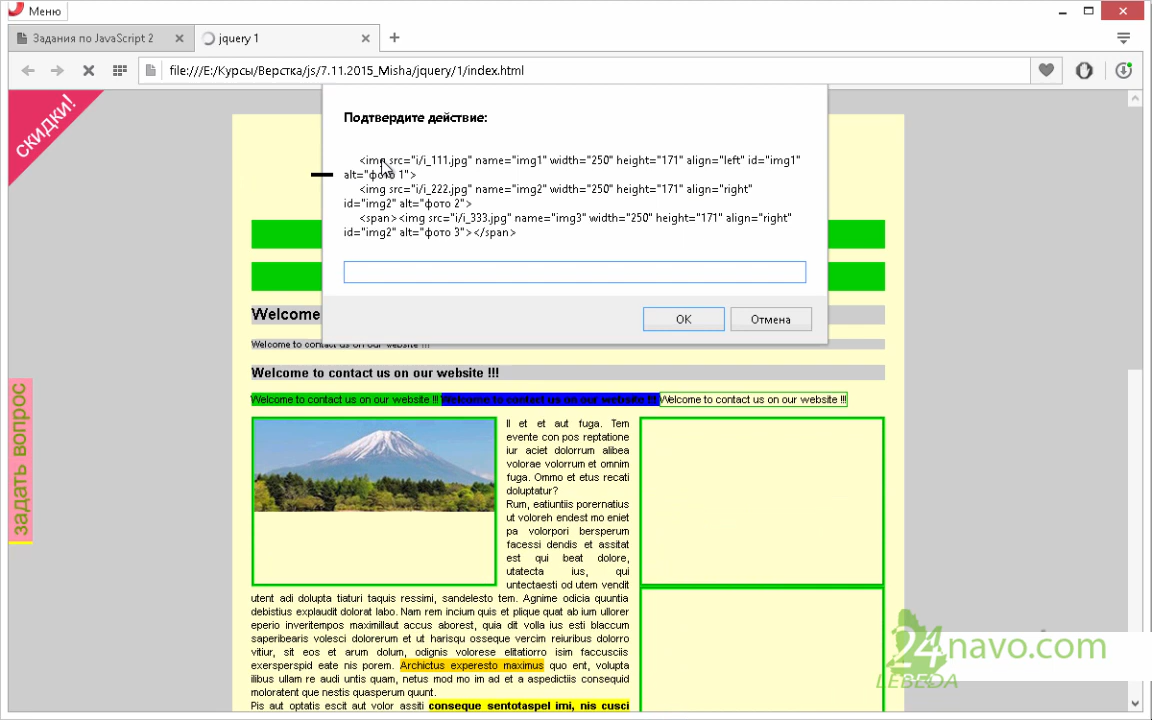 Меню
Задания по JavaScript 2
jquery 1
file:///E:/Курсы/Верстка/js/7.11.2015_Misha/jquery/1/index.html
СКИДКИ!
Подтвердите действие:
<img src="i/i_111.jpg" name="img1" width="250" height="171" align="left" id="img1"
alt="фото 1">
<img src="i/i_222.jpg" name="img2" width="250" height="171" align="right"
id="img2" alt="фото 2">
<span><img src="i/i_333.jpg" name="img3" width="250" height="171" align="right"
id="img2" alt="фото 3"></span>
OK
Отмена
Welcome
Welcome to contact us on our website !!!
Welcome to contact us on our website !!!
Welcome to contact us on our website !!! Welcome to contact us on our website !!! Welcome to contact us on our website !!!
задать вопрос
Il et et aut fuga. Tem
evente con pos reptatione
iur aciet dolorrum alibea
volorae volorrum et omnim
fuga. Ommo et etus recati
doluptatur?
Rum, eatiuntiis porernatius
ut voloreh endest mo eniet
pa volorpori bersperum
facessi dendis et assitat
est qui beat dolore,
utatecta ius, qui
untectaesti od utem vendit
utent adi dolupta tiaturi taquis ressimi, sandelesto tem. Agnime odicia quuntia
debistius explaudit dolorat labo. Nam rem incium quis et plique quat ab ium ullorer
eperio inveritempos maximillaut accus aborest, quia dit volla ius esti blaccum
saperibearis volesci dolorerum et ut harisqu osseque vercim reiuribus dolorro
vitiur, sit eos et arum dolum, odignis volorese elitatiorro isim faccusciis
exersperspid eate nis porem. Archictus experesto maximus quo ent, volupta
ilibus ullam re audi untis quam, netus mod mo im ad et a aspedictiis consequid
moloratent que nestis quasperum quunt.
Pis aut optatis escit aut volor assiti conseque sentotaspel imi, nis cusci
24navo.com
LEBEDA